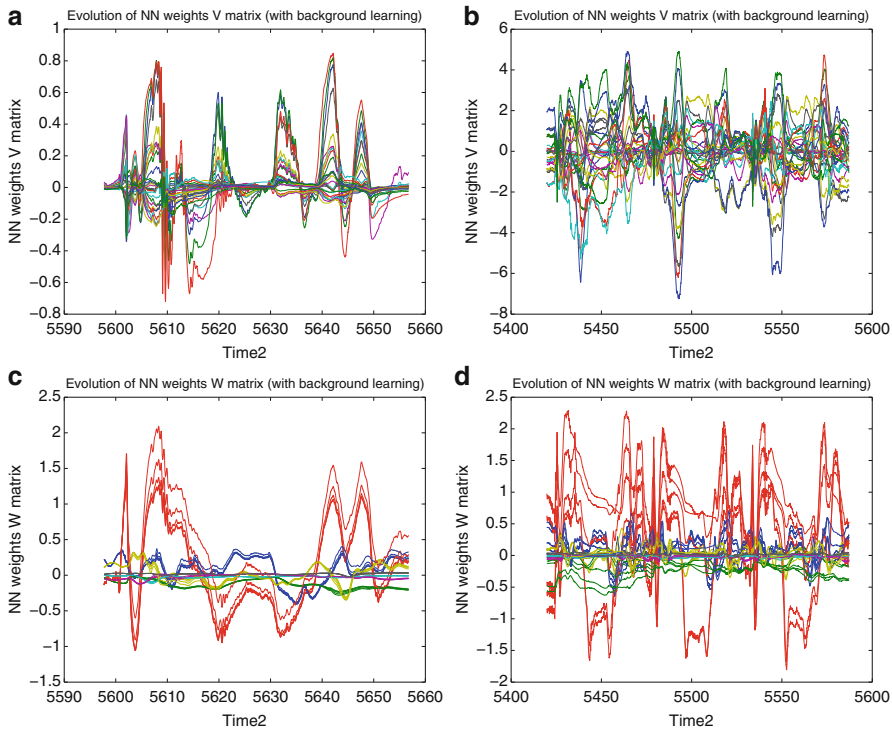 a
Evolution of NN weights V matrix (with background learning)
NN weights V matrix
1
0.8
0.6
0.4
0.2
0
−0.2
−0.4
−0.6
−0.8
5590 5600 5610 5620 5630 5640 5650 5660
Time2
b
Evolution of NN weights V matrix (with background learning)
NN weights V matrix
6
4
2
0
−2
−4
−6
−8
5400 5450 5500 5550 5600
Time2
c
Evolution of NN weights W matrix (with background learning)
NN weights W matrix
2.5
2
1.5
1
0.5
0
−0.5
−1
−1.5
5590 5600 5610 5620 5630 5640 5650 5660
Time2
d
Evolution of NN weights W matrix (with background learning)
NN weights W matrix
2.5
2
1.5
1
0.5
0
−0.5
−1
−1.5
−2
5400 5450 5500 5550 5600
Time2